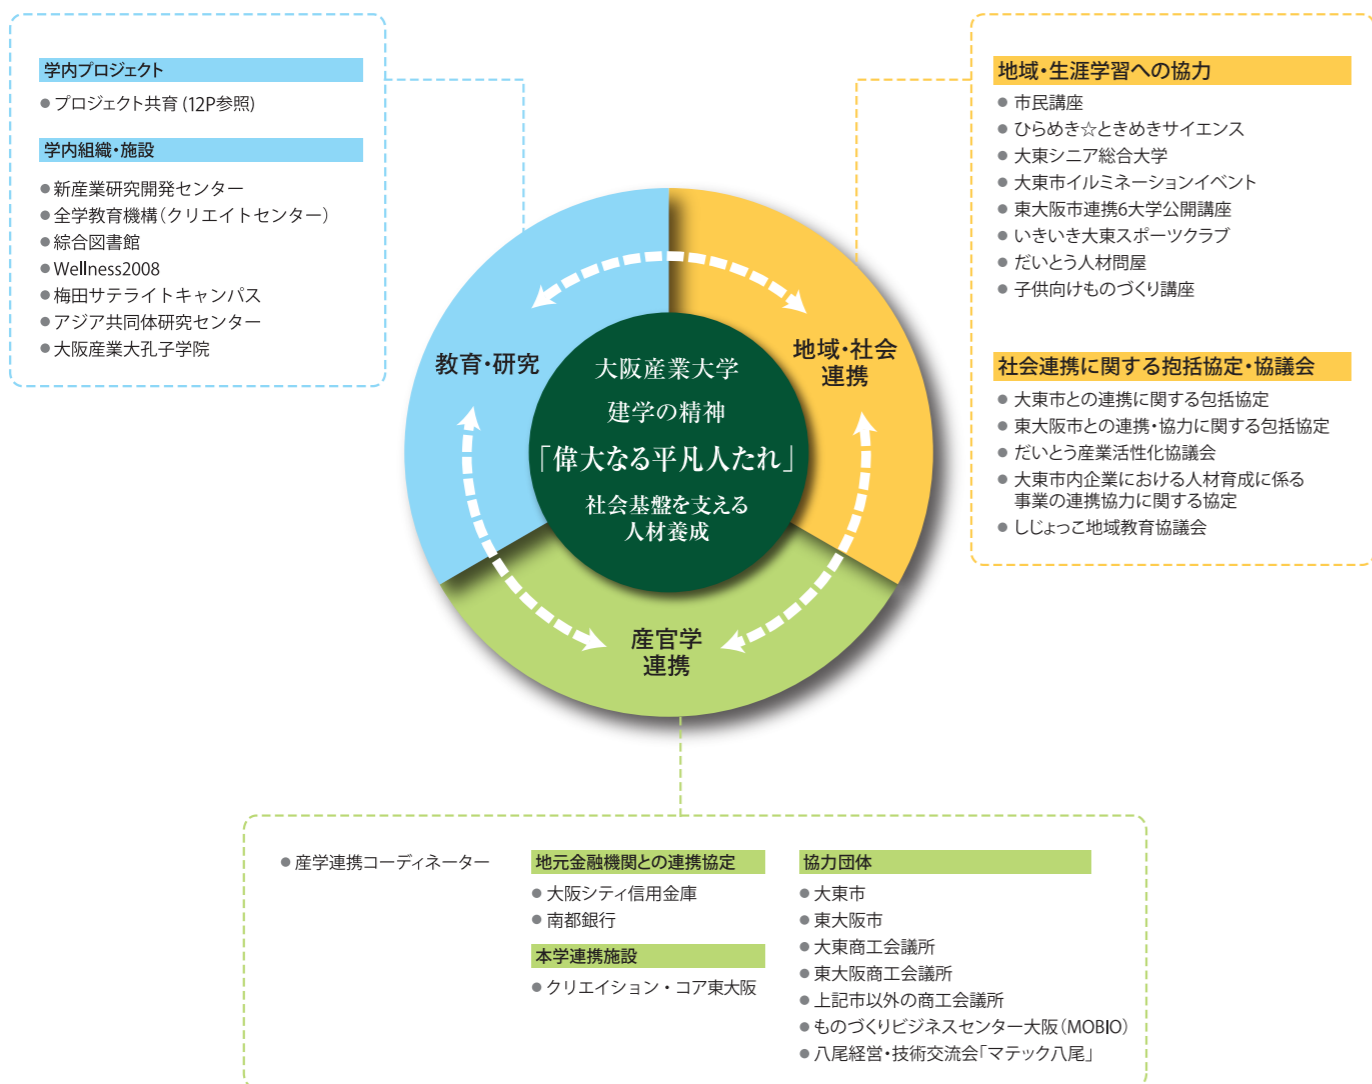 学内プロジェクト
●プロジェクト共育 (12P参照)
学内組織・施設
●新産業研究開発センター
●全学教育機構（クリエイトセンター）
●綜合図書館
●Wellness2008
●梅田サテライトキャンパス
●アジア共同体研究センター
●大阪産業大孔子学院
地域・生涯学習への協力
●市民講座
●ひらめき☆ときめきサイエンス
●大東シニア総合大学
●大東市イルミネーションイベント
●東大阪市連携6大学公開講座
●いきいき大東スポーツクラブ
●だいとう人材問屋
●子供向けものづくり講座
社会連携に関する抱括協定・協議会
●大東市との連携に関する包括協定
●東大阪市との連携・協力に関する包括協定
●だいとう産業活性化協議会
●大東市内企業における人材育成に係る
事業の連携協力に関する協定
●しじょっこ地域教育協議会
教育・研究
地域・社会
連携
大阪産業大学
建学の精神
「偉大なる平凡人たれ」
社会基盤を支える
人材養成
産官学
連携
●産学連携コーディネーター
地元金融機関との連携協定
●大阪シティ信用金庫
●南都銀行
本学連携施設
●クリエイション・コア東大阪
協力団体
●大東市
●東大阪市
●大東商工会議所
●東大阪商工会議所
●上記市以外の商工会議所
●ものづくりビジネスセンター大阪（MOBIO）
●八尾経営・技術交流会「マテック八尾」